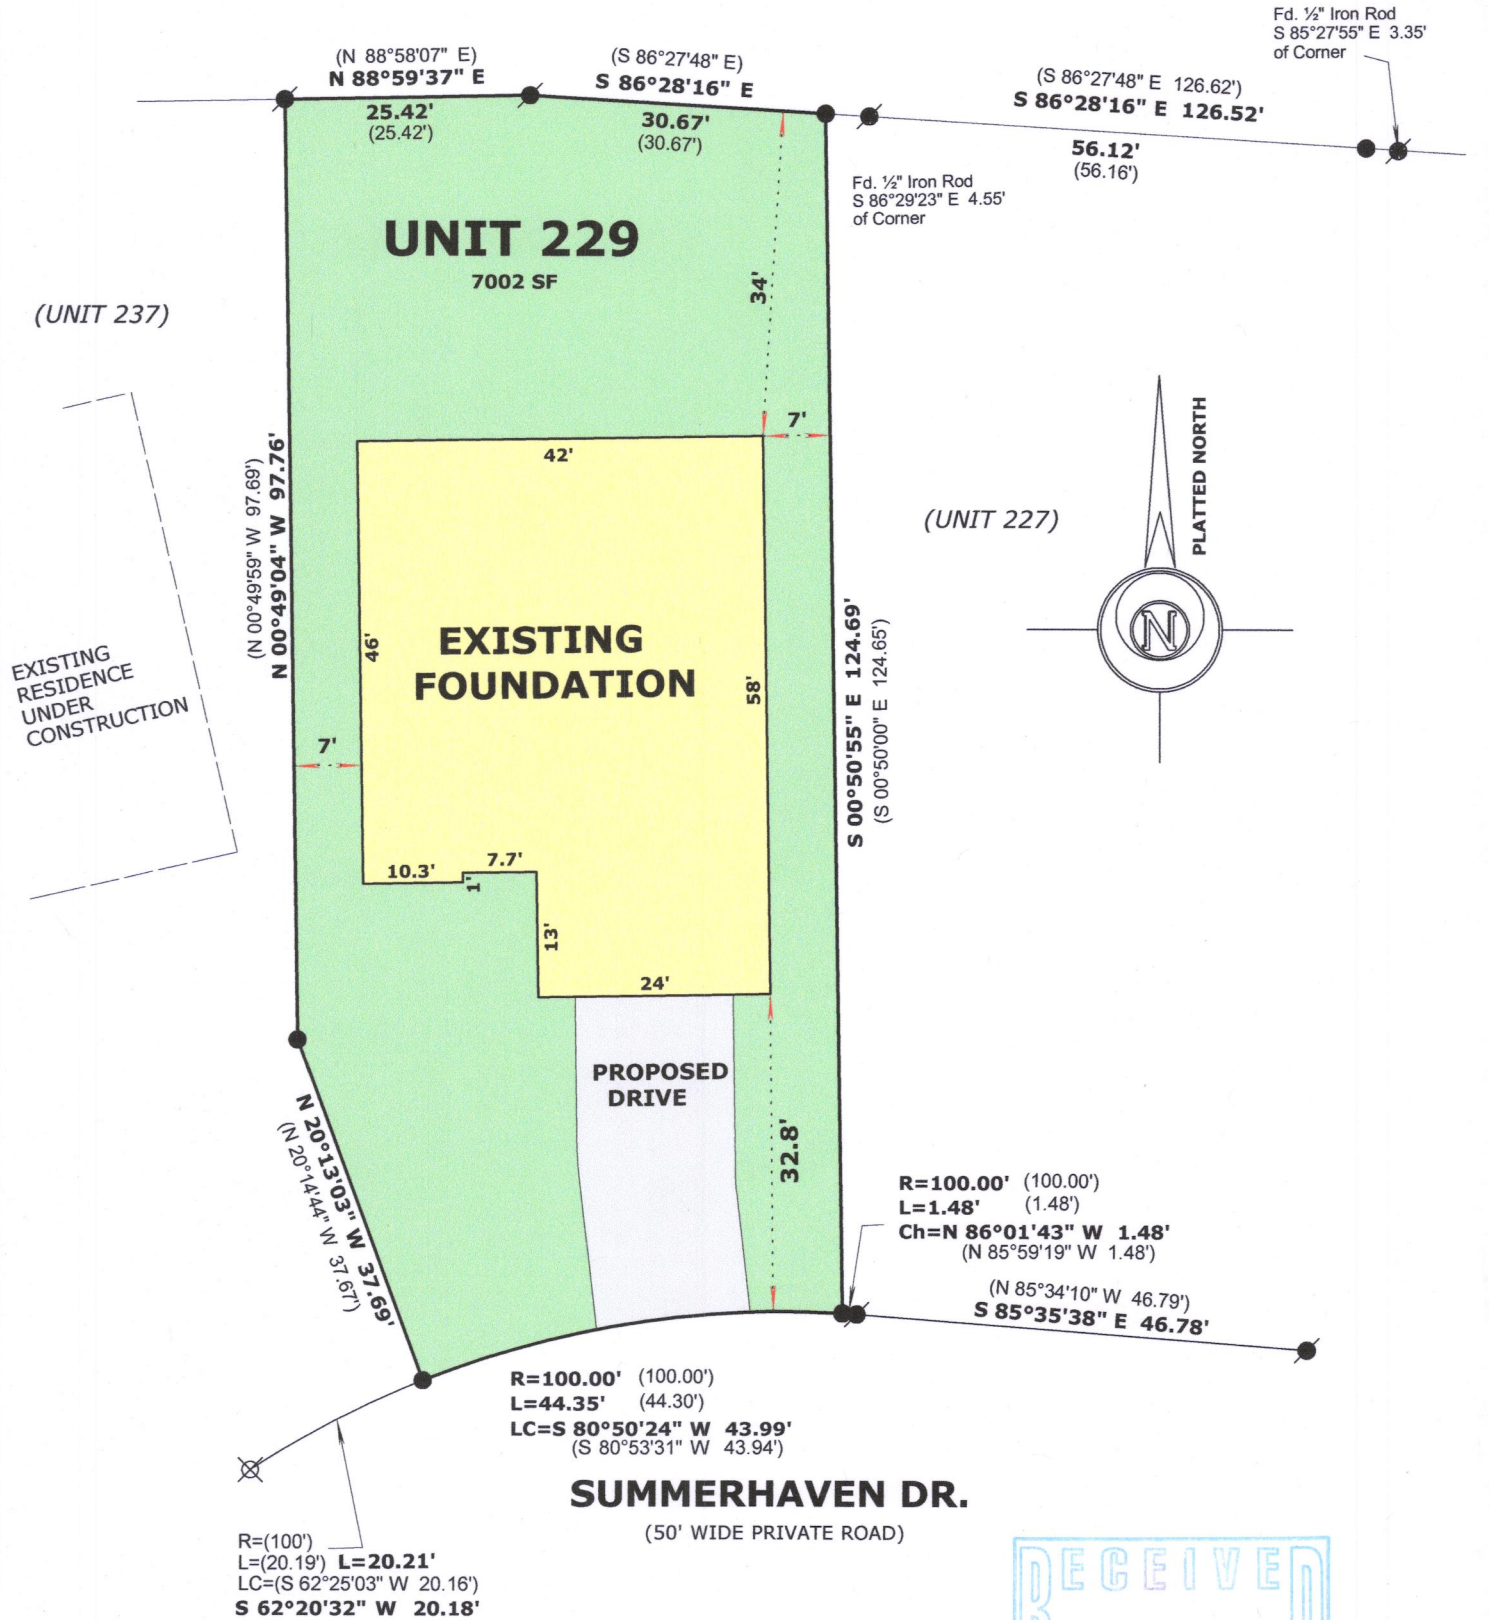 Fd. ½" Iron Rod
S 85°27'55" E 3.35'
of Corner
(N 88°58'07" E)
N 88°59'37" E
25.42'
(25.42')
(S 86°27'48" E)
S 86°28'16" E
30.67'
(30.67')
(S 86°27'48" E 126.62')
S 86°28'16" E 126.52'
56.12'
(56.16')
Fd. ½" Iron Rod
S 86°29'23" E 4.55'
of Corner
UNIT 229
7002 SF
34'
(UNIT 237)
7'
42'
PLATTED NORTH
N
(UNIT 227)
(N 00°49'59" W 97.69')
N 00°49'04" W 97.76'
46'
EXISTING
FOUNDATION
58'
S 00°50'55" E 124.69'
(S 00°50'00" E 124.65')
EXISTING
RESIDENCE
UNDER
CONSTRUCTION
7'
10.3'
1'
7.7'
13'
24'
PROPOSED
DRIVE
32.8'
N 20°13'03" W 37.69'
(N 20°14'44" W 37.67')
R=100.00' (100.00')
L=1.48' (1.48')
Ch=N 86°01'43" W 1.48'
(N 85°59'19" W 1.48')
(N 85°34'10" W 46.79')
S 85°35'38" E 46.78'
R=100.00' (100.00')
L=44.35' (44.30')
LC=S 80°50'24" W 43.99'
(S 80°53'31" W 43.94')
SUMMERHAVEN DR.
(50' WIDE PRIVATE ROAD)
R=(100')
L=(20.19') L=20.21'
LC=(S 62°25'03" W 20.16')
S 62°20'32" W 20.18'
RECEIVED